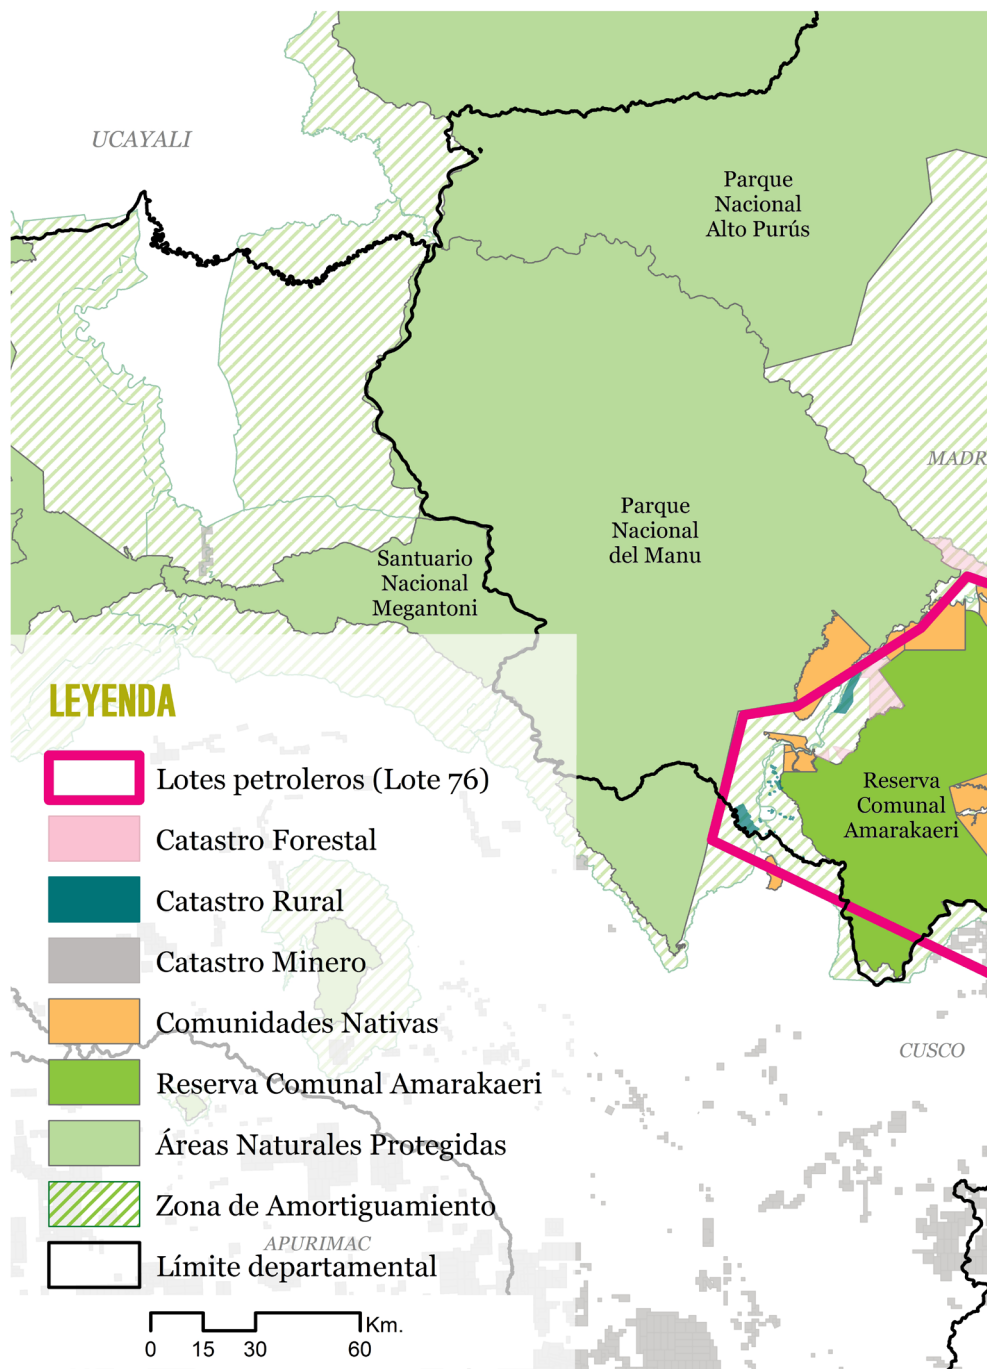 UCAYALI
Parque
Nacional
Alto Purús
MADR
Parque
Nacional
del Manu
Santuario
Nacional
Megantoni
Reserva
Comunal
Amarakaeri
LEYENDA
Lotes petroleros (Lote 76)
Catastro Forestal
Catastro Rural
Catastro Minero
Comunidades Nativas
Reserva Comunal Amarakaeri
Áreas Naturales Protegidas
Zona de Amortiguamiento
Límite departamental
CUSCO
APURIMAC
Km.
0 15 30 60